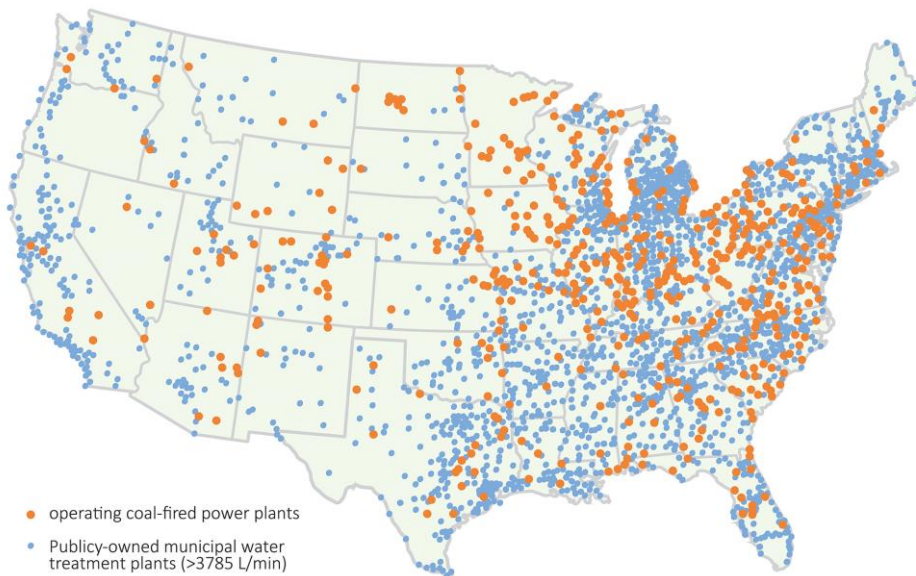 operating coal-fired power plants
Publicy-owned municipal water
treatment plants (>3785 L/min)